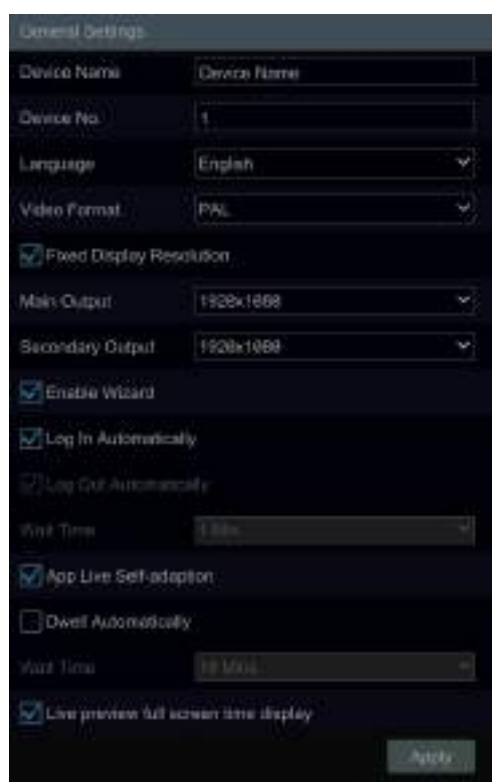 General Settings
Device Name Device Name
Device No. 1
Language English
Video Format PAL
Fixed Display Resolution
Main Output 1920x1080
Secondary Output 1920x1080
Enable Wizard
Log In Automatically
Log Out Automatically
Wait Time
App Live Self-adaption
Dwell Automatically
Wait Time 10 Mins
Live preview full screen time display
Apply